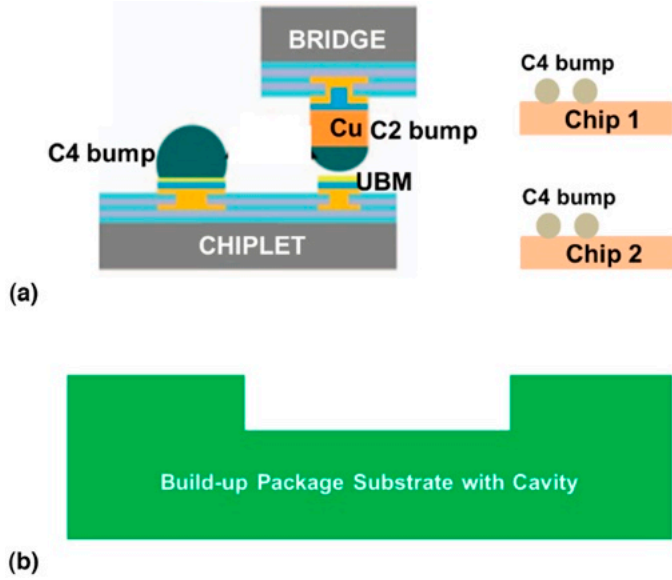 BRIDGE
C4 bump
Cu
C2 bump
UBM
CHIPLET
C4 bump
Chip 1
C4 bump
Chip 2
(a)
Build-up Package Substrate with Cavity
(b)